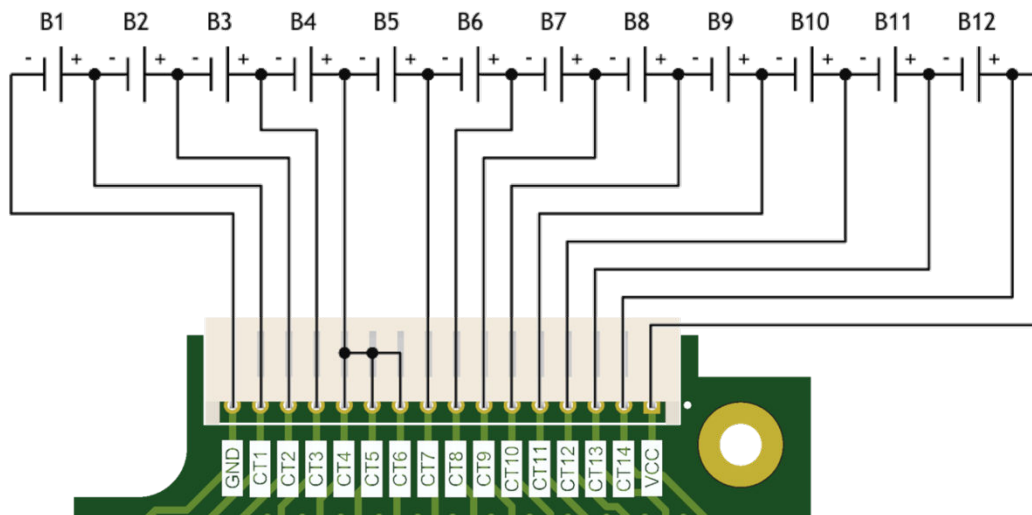 B1 B2 B3 B4 B5 B6 B7 B8 B9 B10 B11 B12
- + - + - + - + - + - + - + - + - + - + - + - +
GND CT1 CT2 CT3 CT4 CT5 CT6 CT7 CT8 CT9 CT10 CT11 CT12 CT13 CT14 VCC